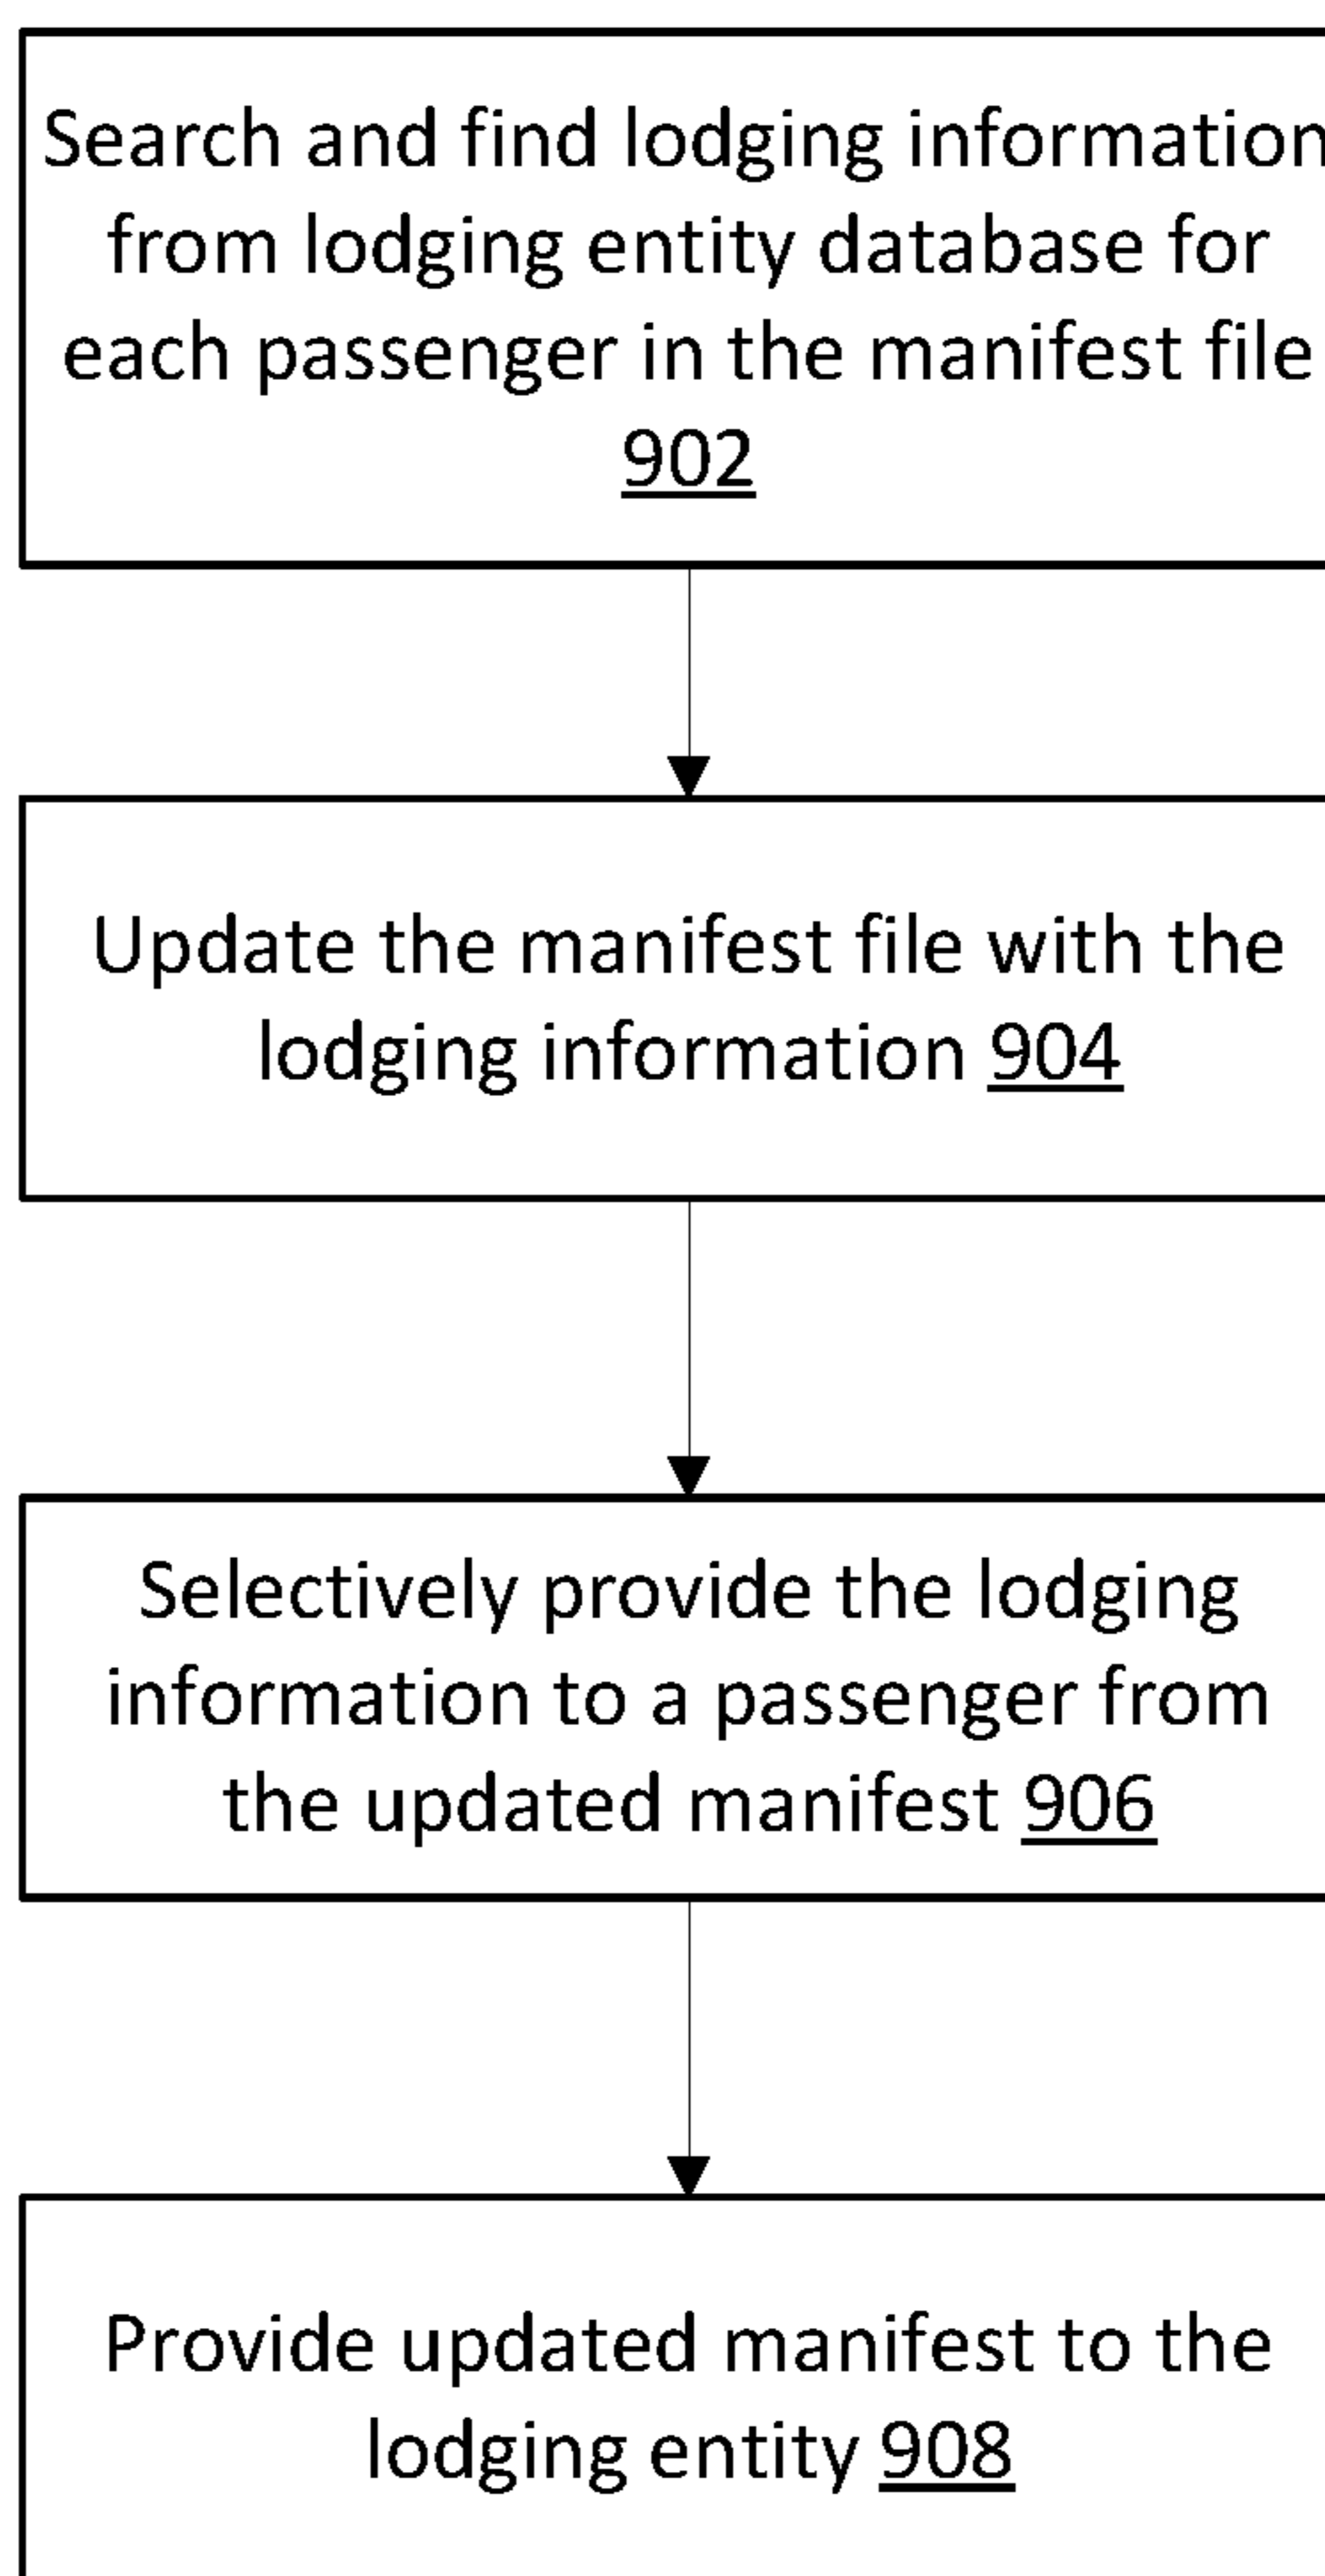 Search and find lodging information
from lodging entity database for
each passenger in the manifest file
902
Update the manifest file with the
lodging information 904
Selectively provide the lodging
information to a passenger from
the updated manifest 906
Provide updated manifest to the
lodging entity 908